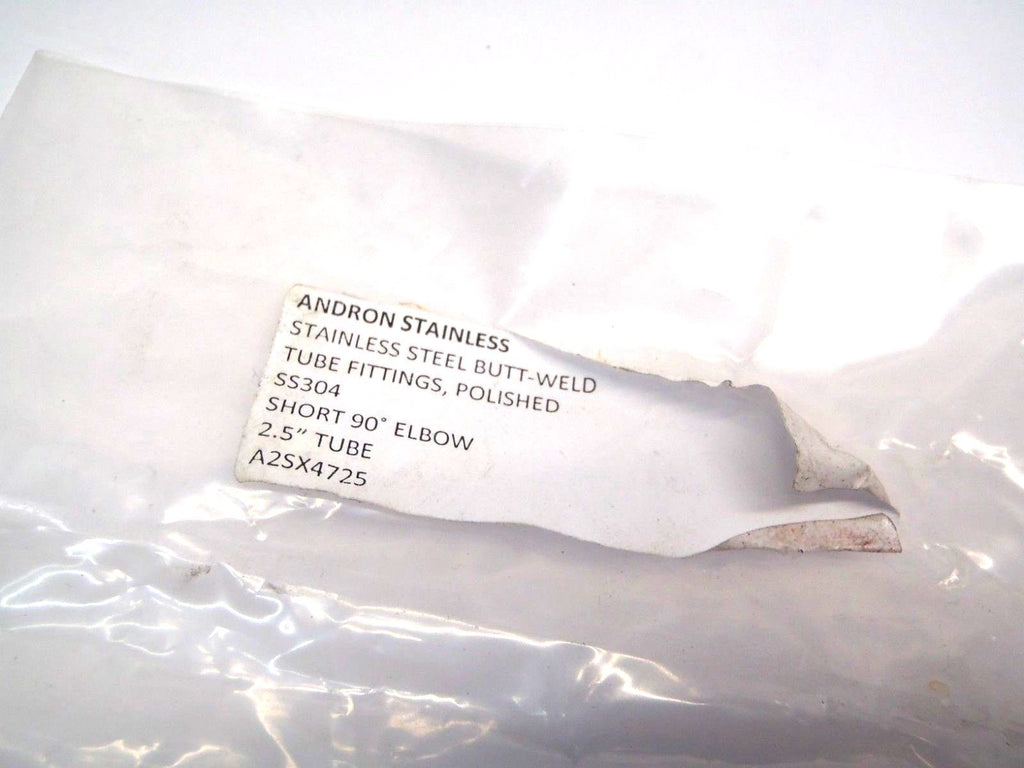 ANDRON STAINLESS
STAINLESS STEEL BUTT-WELD
TUBE FITTINGS, POLISHED
SS304
SHORT 90° ELBOW
2.5" TUBE
A2SX4725